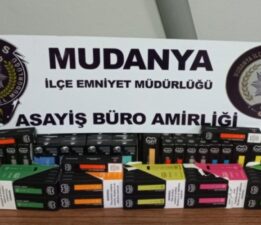 MUDANYA
İLÇE EMNİYET MÜDÜRLÜĞÜ
ASAYİŞ BÜRO AMİRLİĞİ